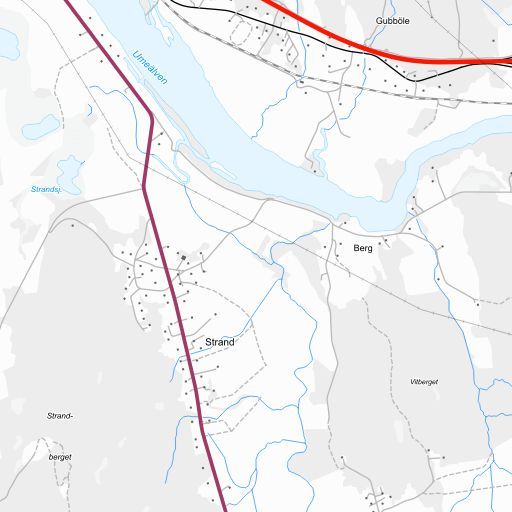 Gubböle
Umeälven
Strandsj.
Berg
Strand
Vitberget
Strand-
berget